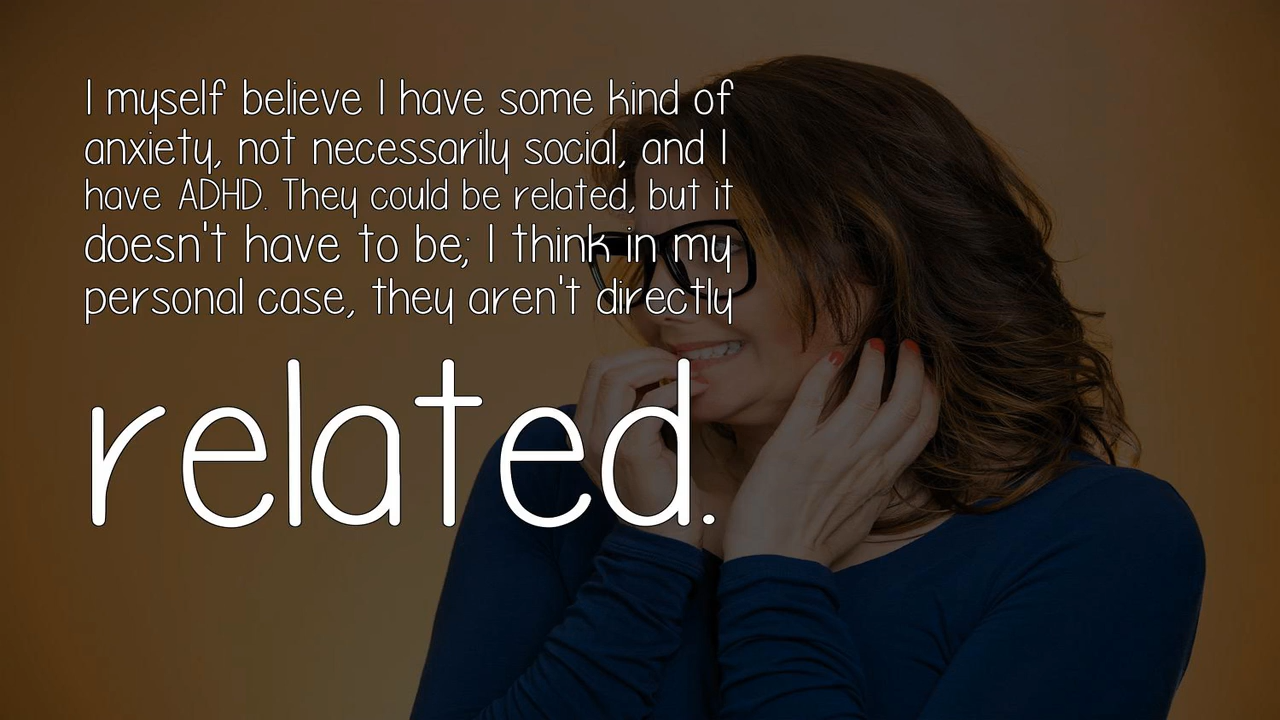 I myself believe I have some kind of
anxiety, not necessarily social, and I
have ADHD. They could be related, but it
doesn't have to be; I think in my
personal case, they aren't directly
related.